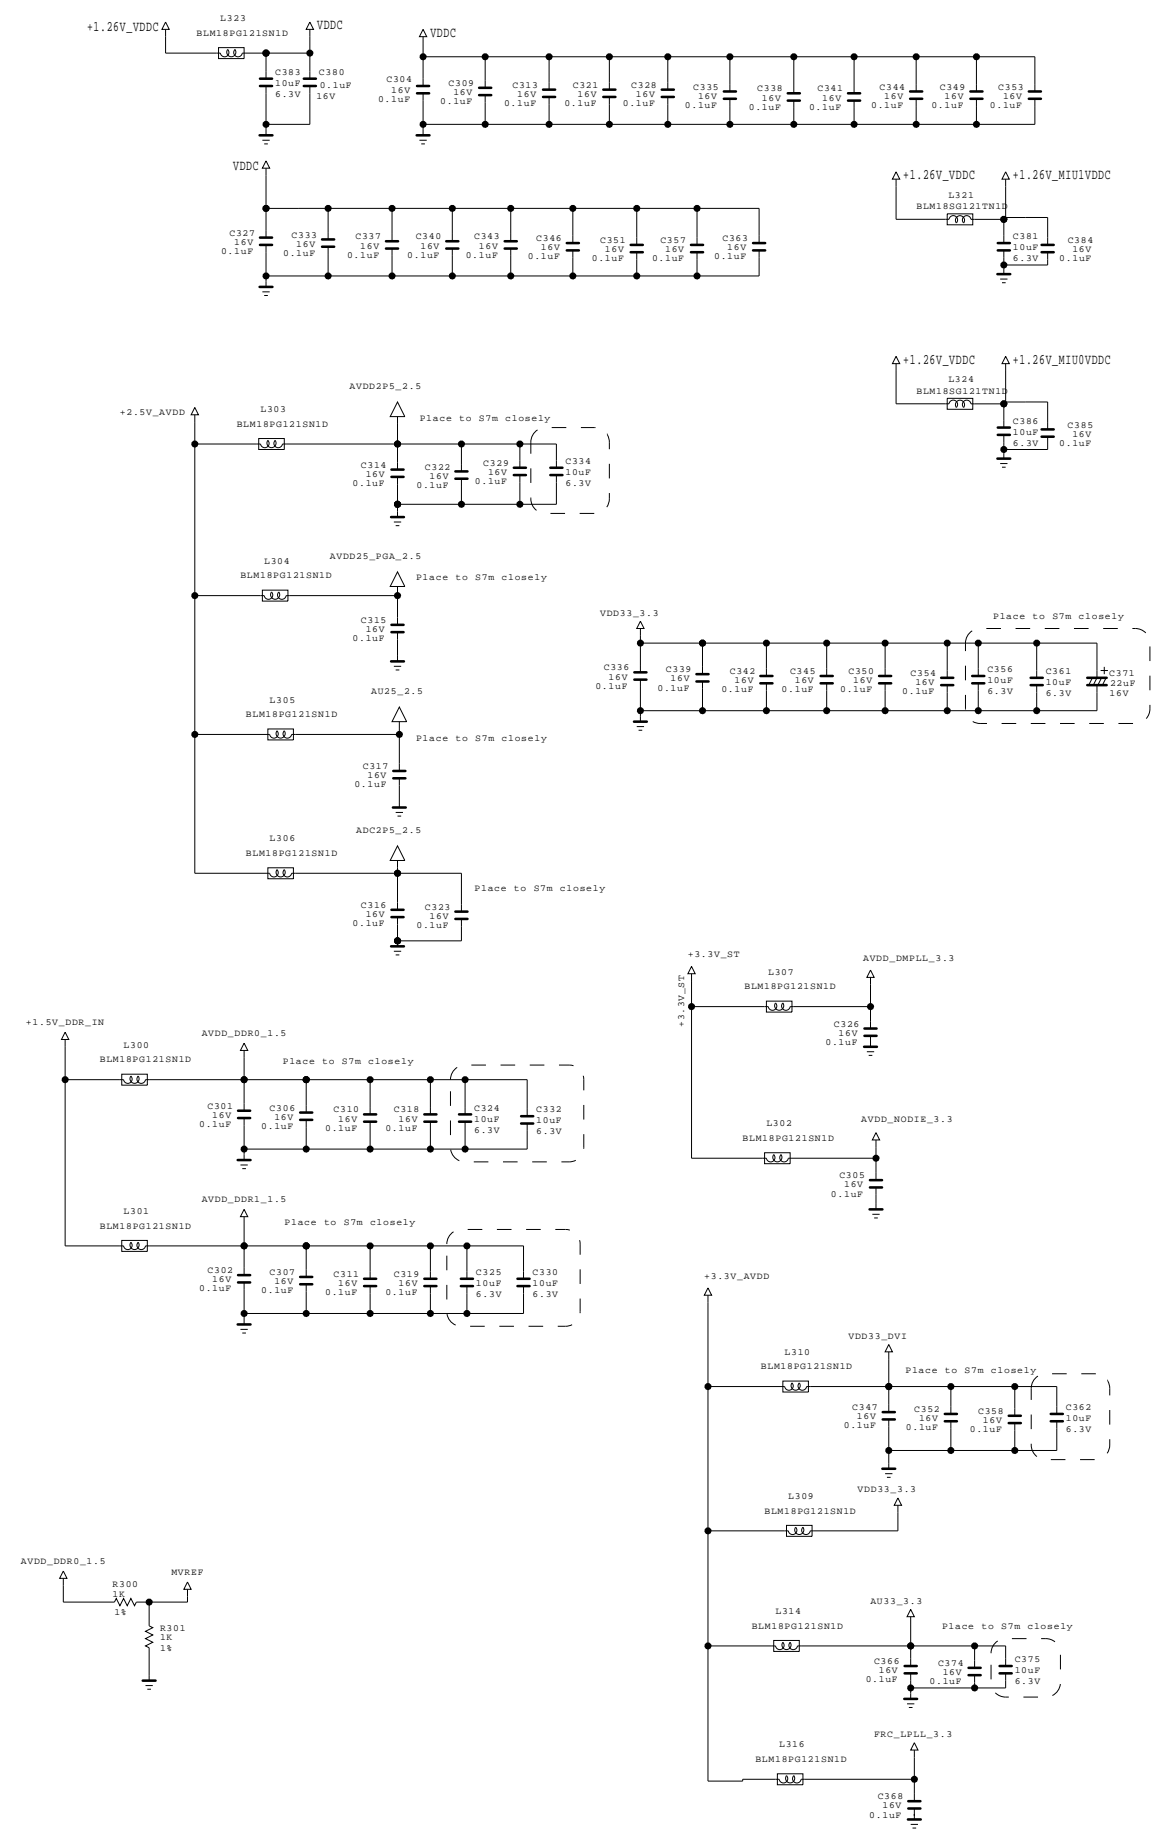 +1.26V_VDDC
L323
BLM18PG121SN1D
VDDC
C383
10uF
6.3V
C380
0.1uF
16V
VDDC
C304
16V
0.1uF
C309
16V
0.1uF
C313
16V
0.1uF
C321
16V
0.1uF
C328
16V
0.1uF
C335
16V
0.1uF
C338
16V
0.1uF
C341
16V
0.1uF
C344
16V
0.1uF
C349
16V
0.1uF
C353
16V
0.1uF
VDDC
C327
16V
0.1uF
C333
16V
0.1uF
C337
16V
0.1uF
C340
16V
0.1uF
C343
16V
0.1uF
C346
16V
0.1uF
C351
16V
0.1uF
C357
16V
0.1uF
C363
16V
0.1uF
+1.26V_VDDC
+1.26V_MIU1VDDC
L321
BLM18SG121TN1D
C381
10uF
6.3V
C384
16V
0.1uF
+1.26V_VDDC
+1.26V_MIU0VDDC
L324
BLM18SG121TN1D
C386
10uF
6.3V
C385
16V
0.1uF
+2.5V_AVDD
L303
BLM18PG121SN1D
AVDD2P5_2.5
Place to S7m closely
C314
16V
0.1uF
C322
16V
0.1uF
C329
16V
0.1uF
C334
10uF
6.3V
L304
BLM18PG121SN1D
AVDD25_PGA_2.5
Place to S7m closely
C315
16V
0.1uF
L305
BLM18PG121SN1D
AU25_2.5
Place to S7m closely
C317
16V
0.1uF
L306
BLM18PG121SN1D
ADC2P5_2.5
Place to S7m closely
C316
16V
0.1uF
C323
16V
0.1uF
VDD33_3.3
Place to S7m closely
C336
16V
0.1uF
C339
16V
0.1uF
C342
16V
0.1uF
C345
16V
0.1uF
C350
16V
0.1uF
C354
16V
0.1uF
C356
10uF
6.3V
C361
10uF
6.3V
+
C371
22uF
16V
+3.3V_ST
+3.3V_ST
L307
BLM18PG121SN1D
AVDD_DMPLL_3.3
C326
16V
0.1uF
L302
BLM18PG121SN1D
AVDD_NODIE_3.3
C305
16V
0.1uF
+1.5V_DDR_IN
L300
BLM18PG121SN1D
AVDD_DDR0_1.5
Place to S7m closely
C301
16V
0.1uF
C306
16V
0.1uF
C310
16V
0.1uF
C318
16V
0.1uF
C324
10uF
6.3V
C332
10uF
6.3V
L301
BLM18PG121SN1D
AVDD_DDR1_1.5
Place to S7m closely
C302
16V
0.1uF
C307
16V
0.1uF
C311
16V
0.1uF
C319
16V
0.1uF
C325
10uF
6.3V
C330
10uF
6.3V
+3.3V_AVDD
L310
BLM18PG121SN1D
VDD33_DVI
Place to S7m closely
C347
16V
0.1uF
C352
16V
0.1uF
C358
16V
0.1uF
C362
10uF
6.3V
L309
BLM18PG121SN1D
VDD33_3.3
L314
BLM18PG121SN1D
AU33_3.3
Place to S7m closely
C366
16V
0.1uF
C374
16V
0.1uF
C375
10uF
6.3V
L316
BLM18PG121SN1D
FRC_LPLL_3.3
C368
16V
0.1uF
AVDD_DDR0_1.5
R300
1K
1%
MVREF
R301
1K
1%